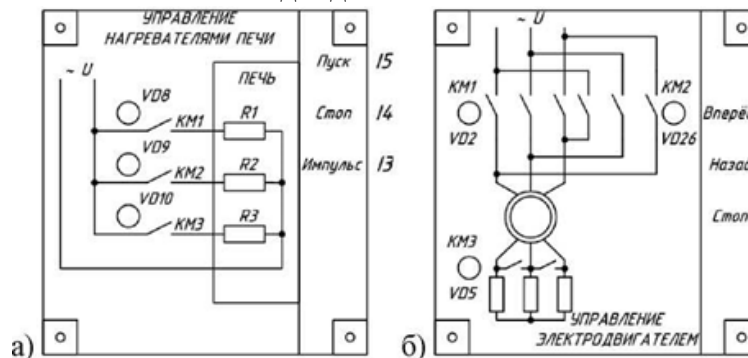 УПРАВЛЕНИЕ
НАГРЕВАТЕЛЯМИ ПЕЧИ
~ U
ПЕЧЬ
VD8
KM1
R1
VD9
KM2
R2
VD10
KM3
R3
Пуск I5
Стоп I4
Импульс I3
а)
~ U
KM1
KM2
VD2
VD26
Вперёд
Назад
Стоп
KM3
VD5
УПРАВЛЕНИЕ
ЭЛЕКТРОДВИГАТЕЛЕМ
б)